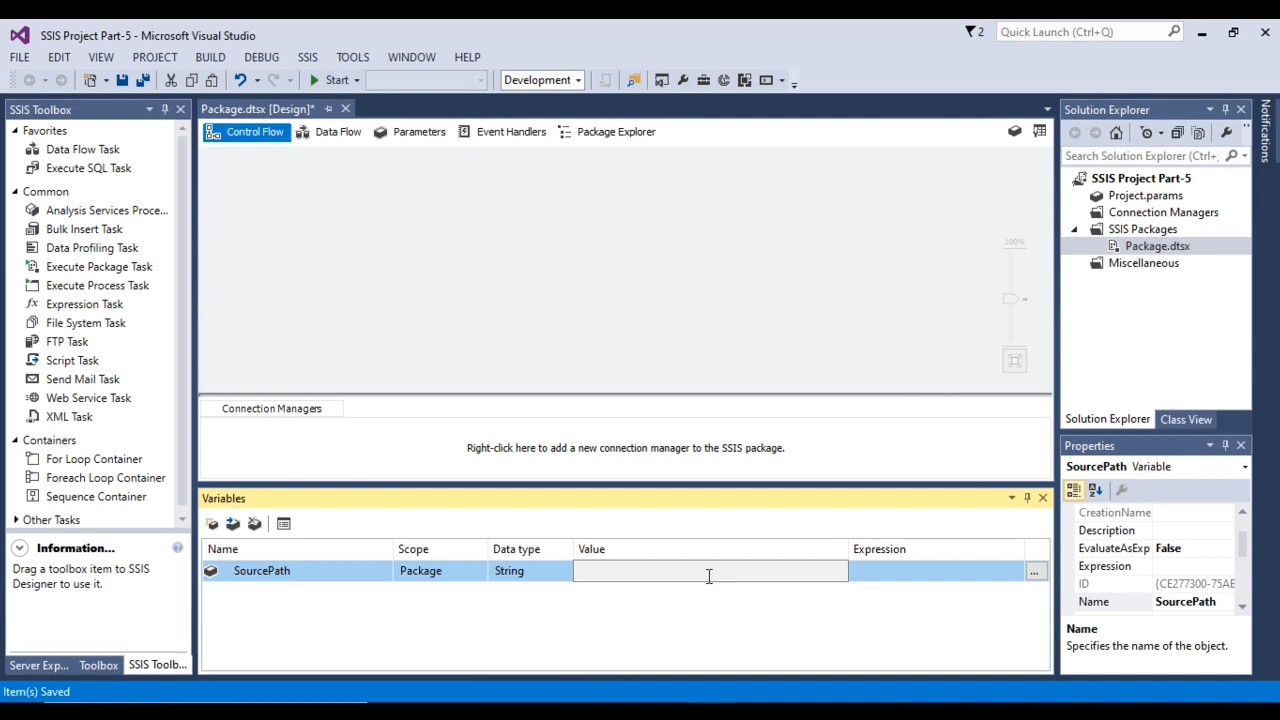 SSIS Project Part-5 - Microsoft Visual Studio
2
Quick Launch (Ctrl+Q)
FILE EDIT VIEW PROJECT BUILD DEBUG SSIS TOOLS WINDOW HELP
Start
Development
SSIS Toolbox
Favorites
Data Flow Task
Execute SQL Task
Common
Analysis Services Proce...
Bulk Insert Task
Data Profiling Task
Execute Package Task
Execute Process Task
Expression Task
File System Task
FTP Task
Script Task
Send Mail Task
Web Service Task
XML Task
Containers
For Loop Container
Foreach Loop Container
Sequence Container
Other Tasks
Information...
Drag a toolbox item to SSIS
Designer to use it.
Server Exp... Toolbox SSIS Toolb...
Package.dtsx [Design]*
Control Flow Data Flow Parameters Event Handlers Package Explorer
100%
Connection Managers
Right-click here to add a new connection manager to the SSIS package.
Variables
Name Scope Data type Value Expression
SourcePath Package String ...
Solution Explorer
Search Solution Explorer (Ctrl+;
SSIS Project Part-5
Project.params
Connection Managers
SSIS Packages
Package.dtsx
Miscellaneous
Solution Explorer Class View
Properties
SourcePath Variable
CreationName
Description
EvaluateAsExp False
Expression
ID {CE277300-75AE
Name SourcePath
Name
Specifies the name of the object.
Notifications
Item(s) Saved